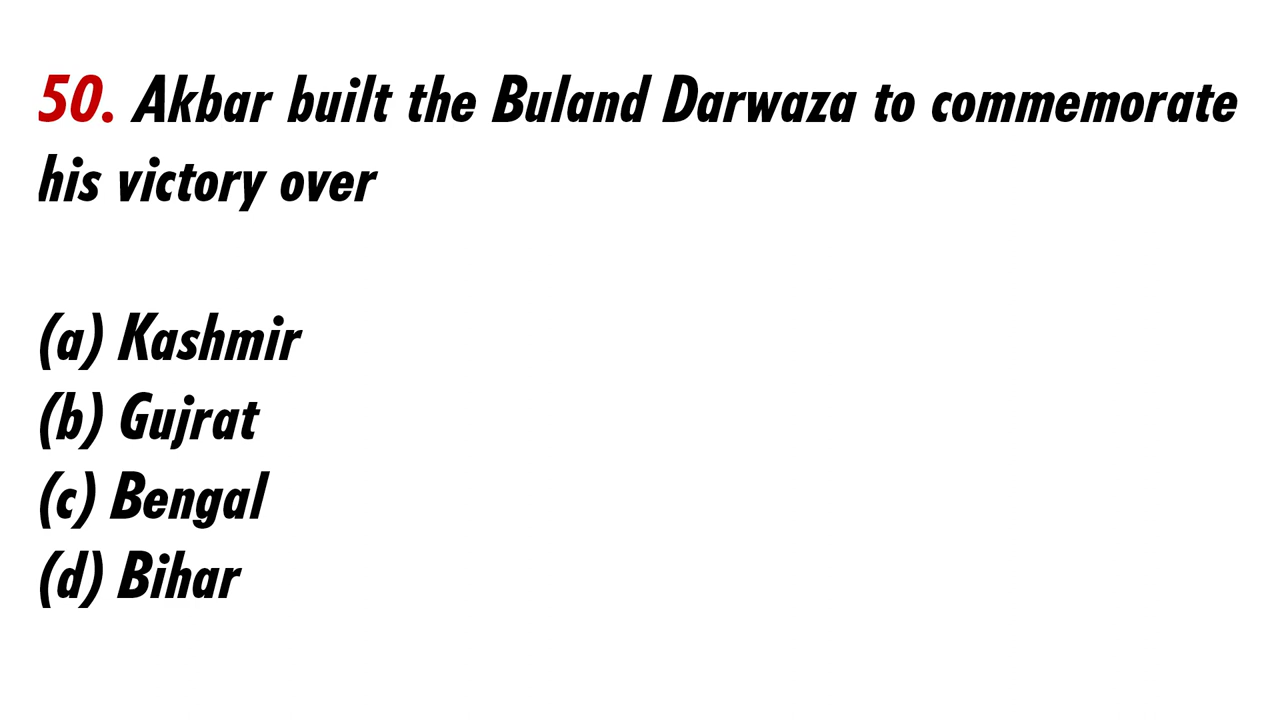 50. Akbar built the Buland Darwaza to commemorate
his victory over
(a) Kashmir
(b) Gujrat
(c) Bengal
(d) Bihar